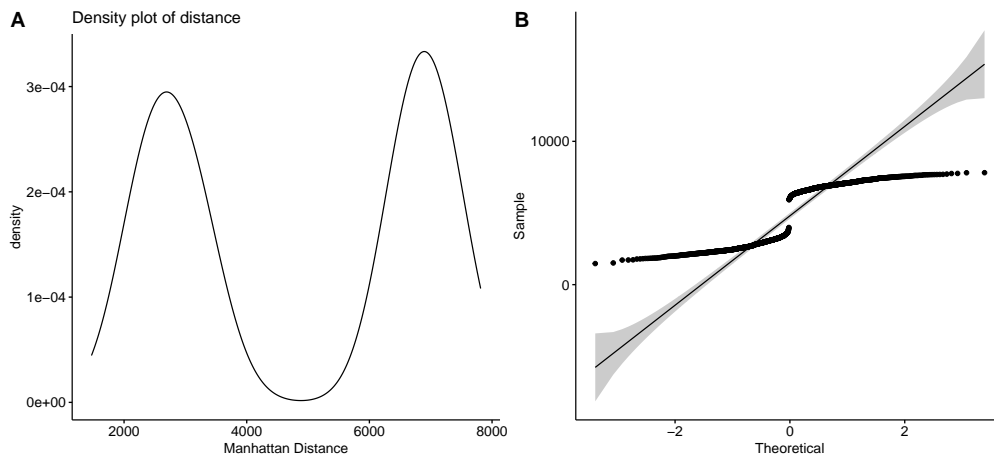 A
Density plot of distance
3e−04
2e−04
1e−04
0e+00
density
2000 4000 6000 8000
Manhattan Distance
B
10000
0
Sample
−2 0 2
Theoretical